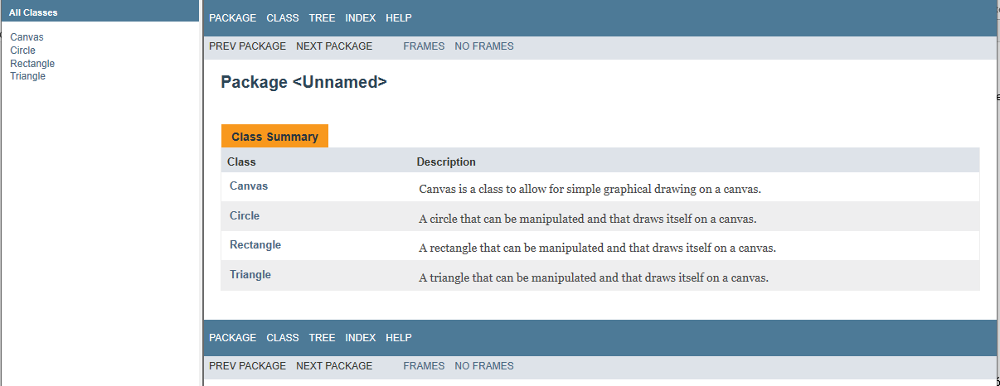 All Classes
Canvas
Circle
Rectangle
Triangle
PACKAGE CLASS TREE INDEX HELP
PREV PACKAGE NEXT PACKAGE FRAMES NO FRAMES
Package <Unnamed>
Class Summary
Class Description
Canvas Canvas is a class to allow for simple graphical drawing on a canvas.
Circle A circle that can be manipulated and that draws itself on a canvas.
Rectangle A rectangle that can be manipulated and that draws itself on a canvas.
Triangle A triangle that can be manipulated and that draws itself on a canvas.
PACKAGE CLASS TREE INDEX HELP
PREV PACKAGE NEXT PACKAGE FRAMES NO FRAMES